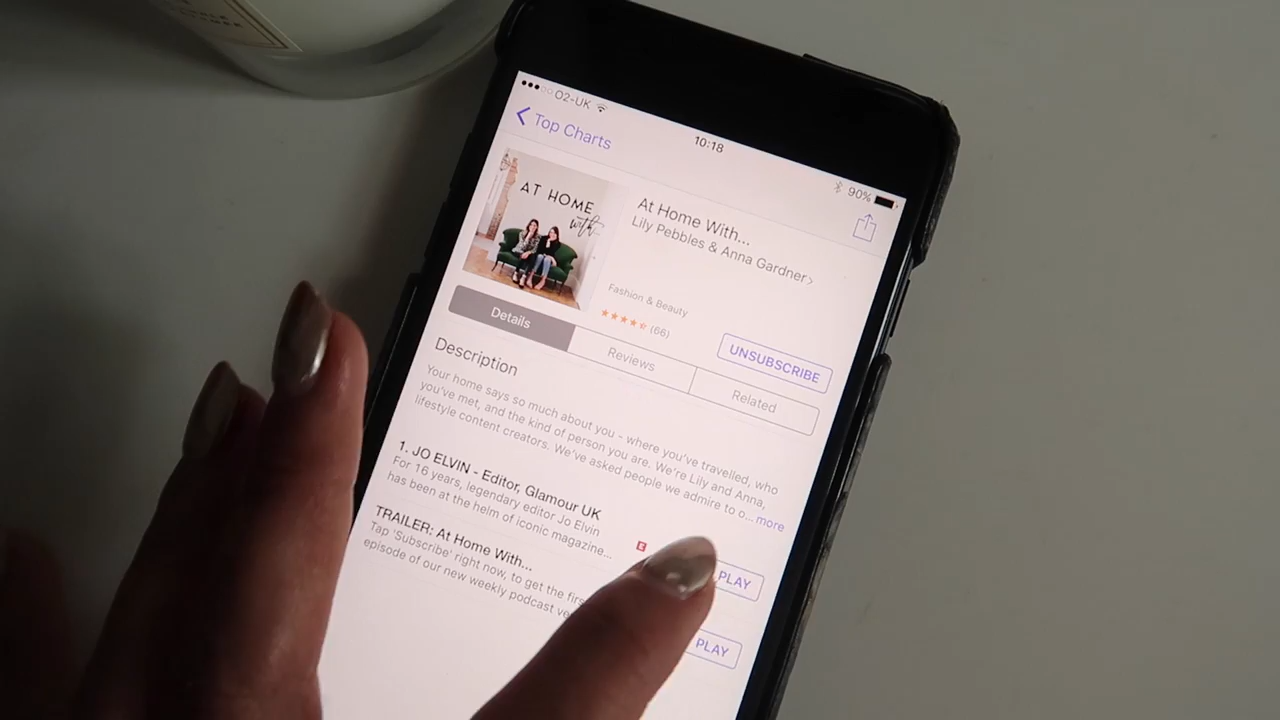 O2-UK
10:18
90%
Top Charts
AT HOME
with
At Home With...
Lily Pebbles & Anna Gardner
Fashion & Beauty
(66)
UNSUBSCRIBE
Details
Reviews
Related
Description
Your home says so much about you - where you've travelled, who
you've met, and the kind of person you are. We're Lily and Anna,
lifestyle content creators. We've asked people we admire to o...more
1. JO ELVIN - Editor, Glamour UK
For 16 years, legendary editor Jo Elvin
has been at the helm of iconic magazine...
E
PLAY
TRAILER: At Home With...
Tap 'Subscribe' right now, to get the firs
episode of our new weekly podcast ve
PLAY